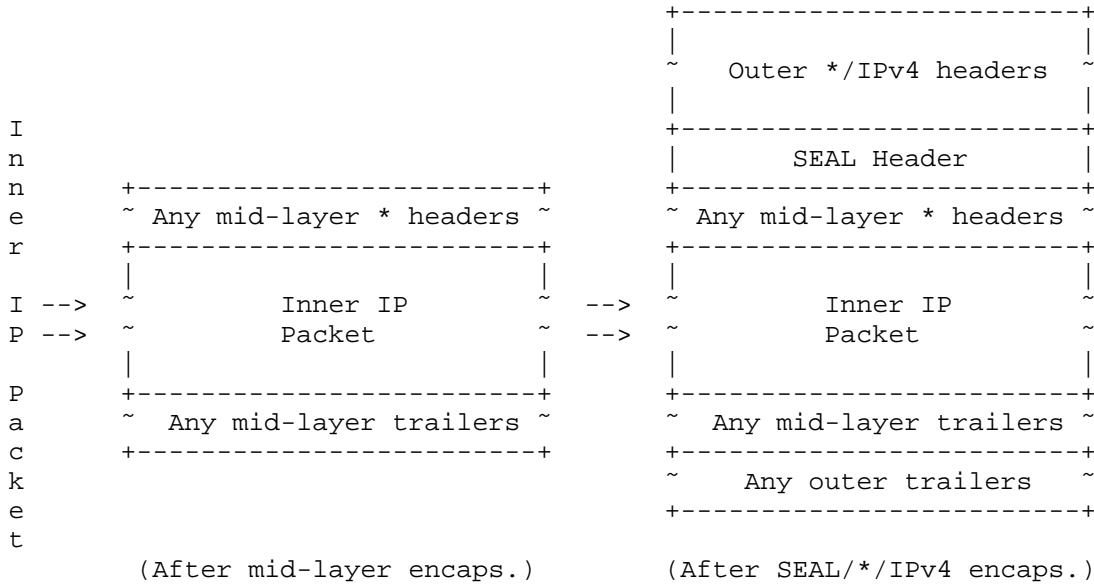 +-------------------------+
                                          |                         |
                                          ~   Outer */IPv4 headers  ~
                                          |                         |
I                                         +-------------------------+
n                                         |       SEAL Header       |
n      +-------------------------+        +-------------------------+
e      ~ Any mid-layer * headers ~        ~ Any mid-layer * headers ~
r      +-------------------------+        +-------------------------+
       |                         |        |                         |
I -->  ~         Inner IP        ~  -->   ~         Inner IP        ~
P -->  ~         Packet          ~  -->   ~         Packet          ~
       |                         |        |                         |
P      +-------------------------+        +-------------------------+
a      ~  Any mid-layer trailers ~        ~  Any mid-layer trailers ~
c      +-------------------------+        +-------------------------+
k                                         ~    Any outer trailers   ~
e                                         +-------------------------+
t
        (After mid-layer encaps.)        (After SEAL/*/IPv4 encaps.)